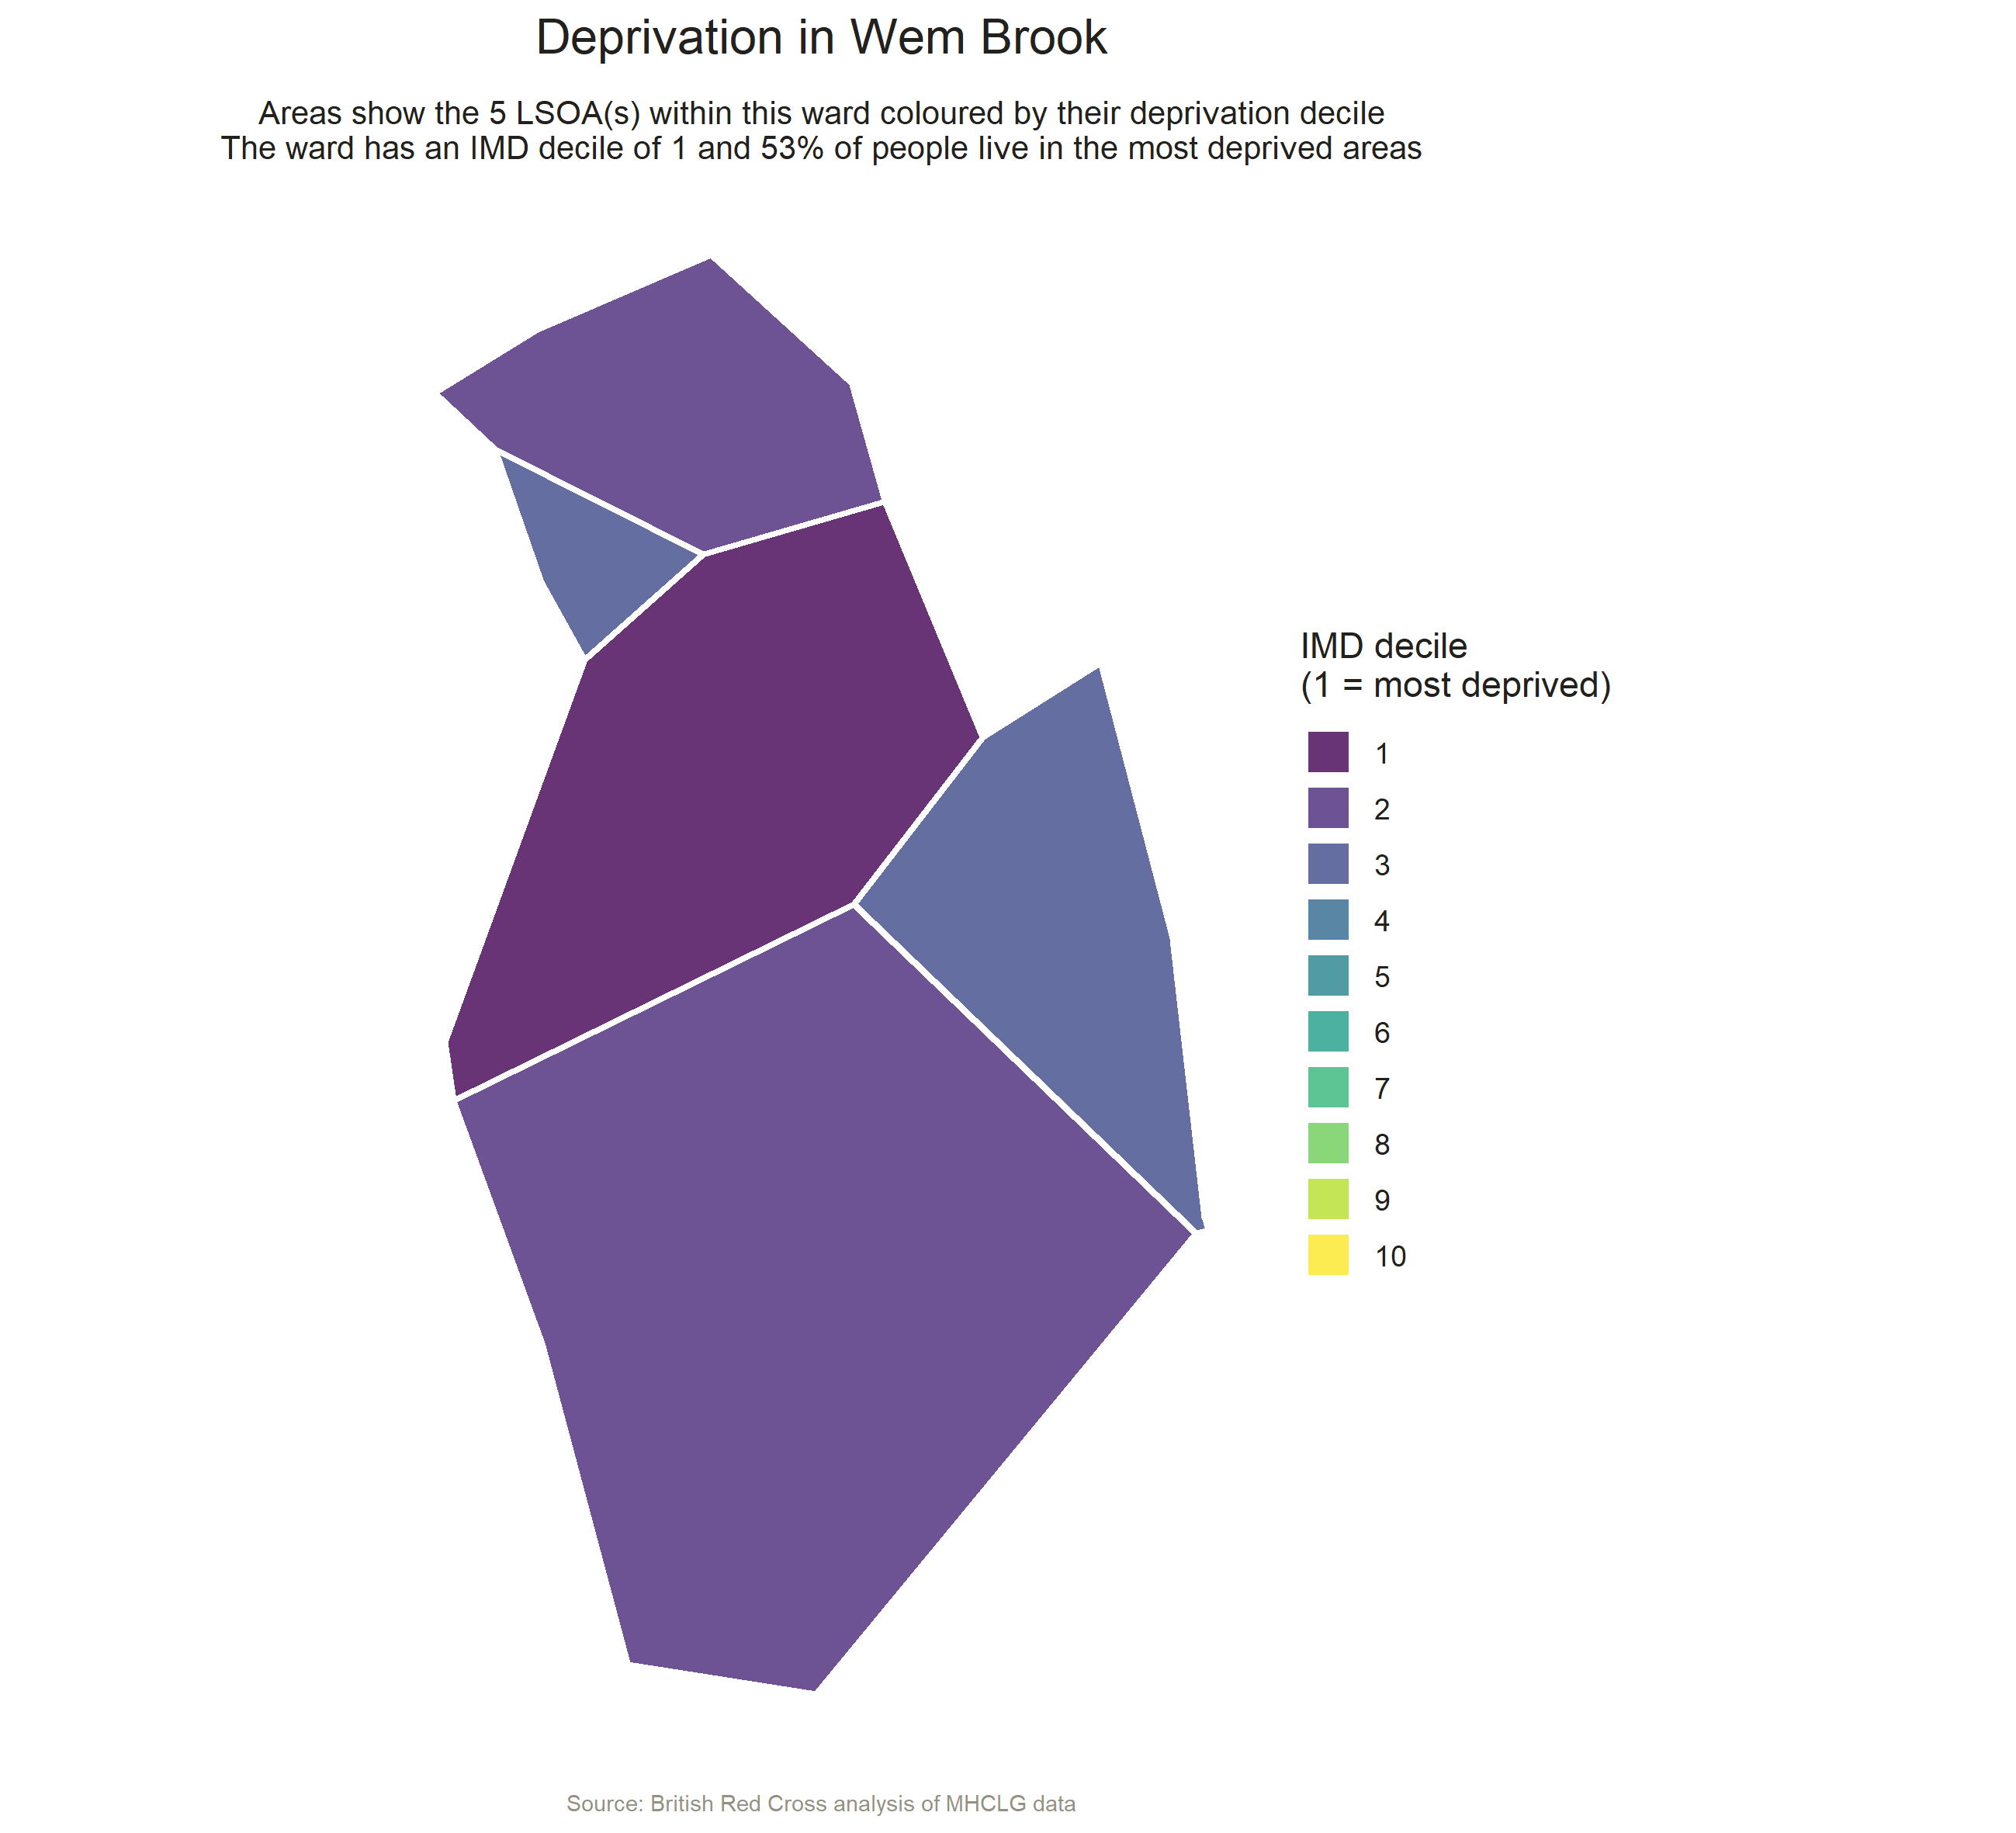 Deprivation in Wem Brook
Areas show the 5 LSOA(s) within this ward coloured by their deprivation decile
The ward has an IMD decile of 1 and 53% of people live in the most deprived areas
IMD decile
(1 = most deprived)
1
2
3
4
5
6
7
8
9
10
Source: British Red Cross analysis of MHCLG data